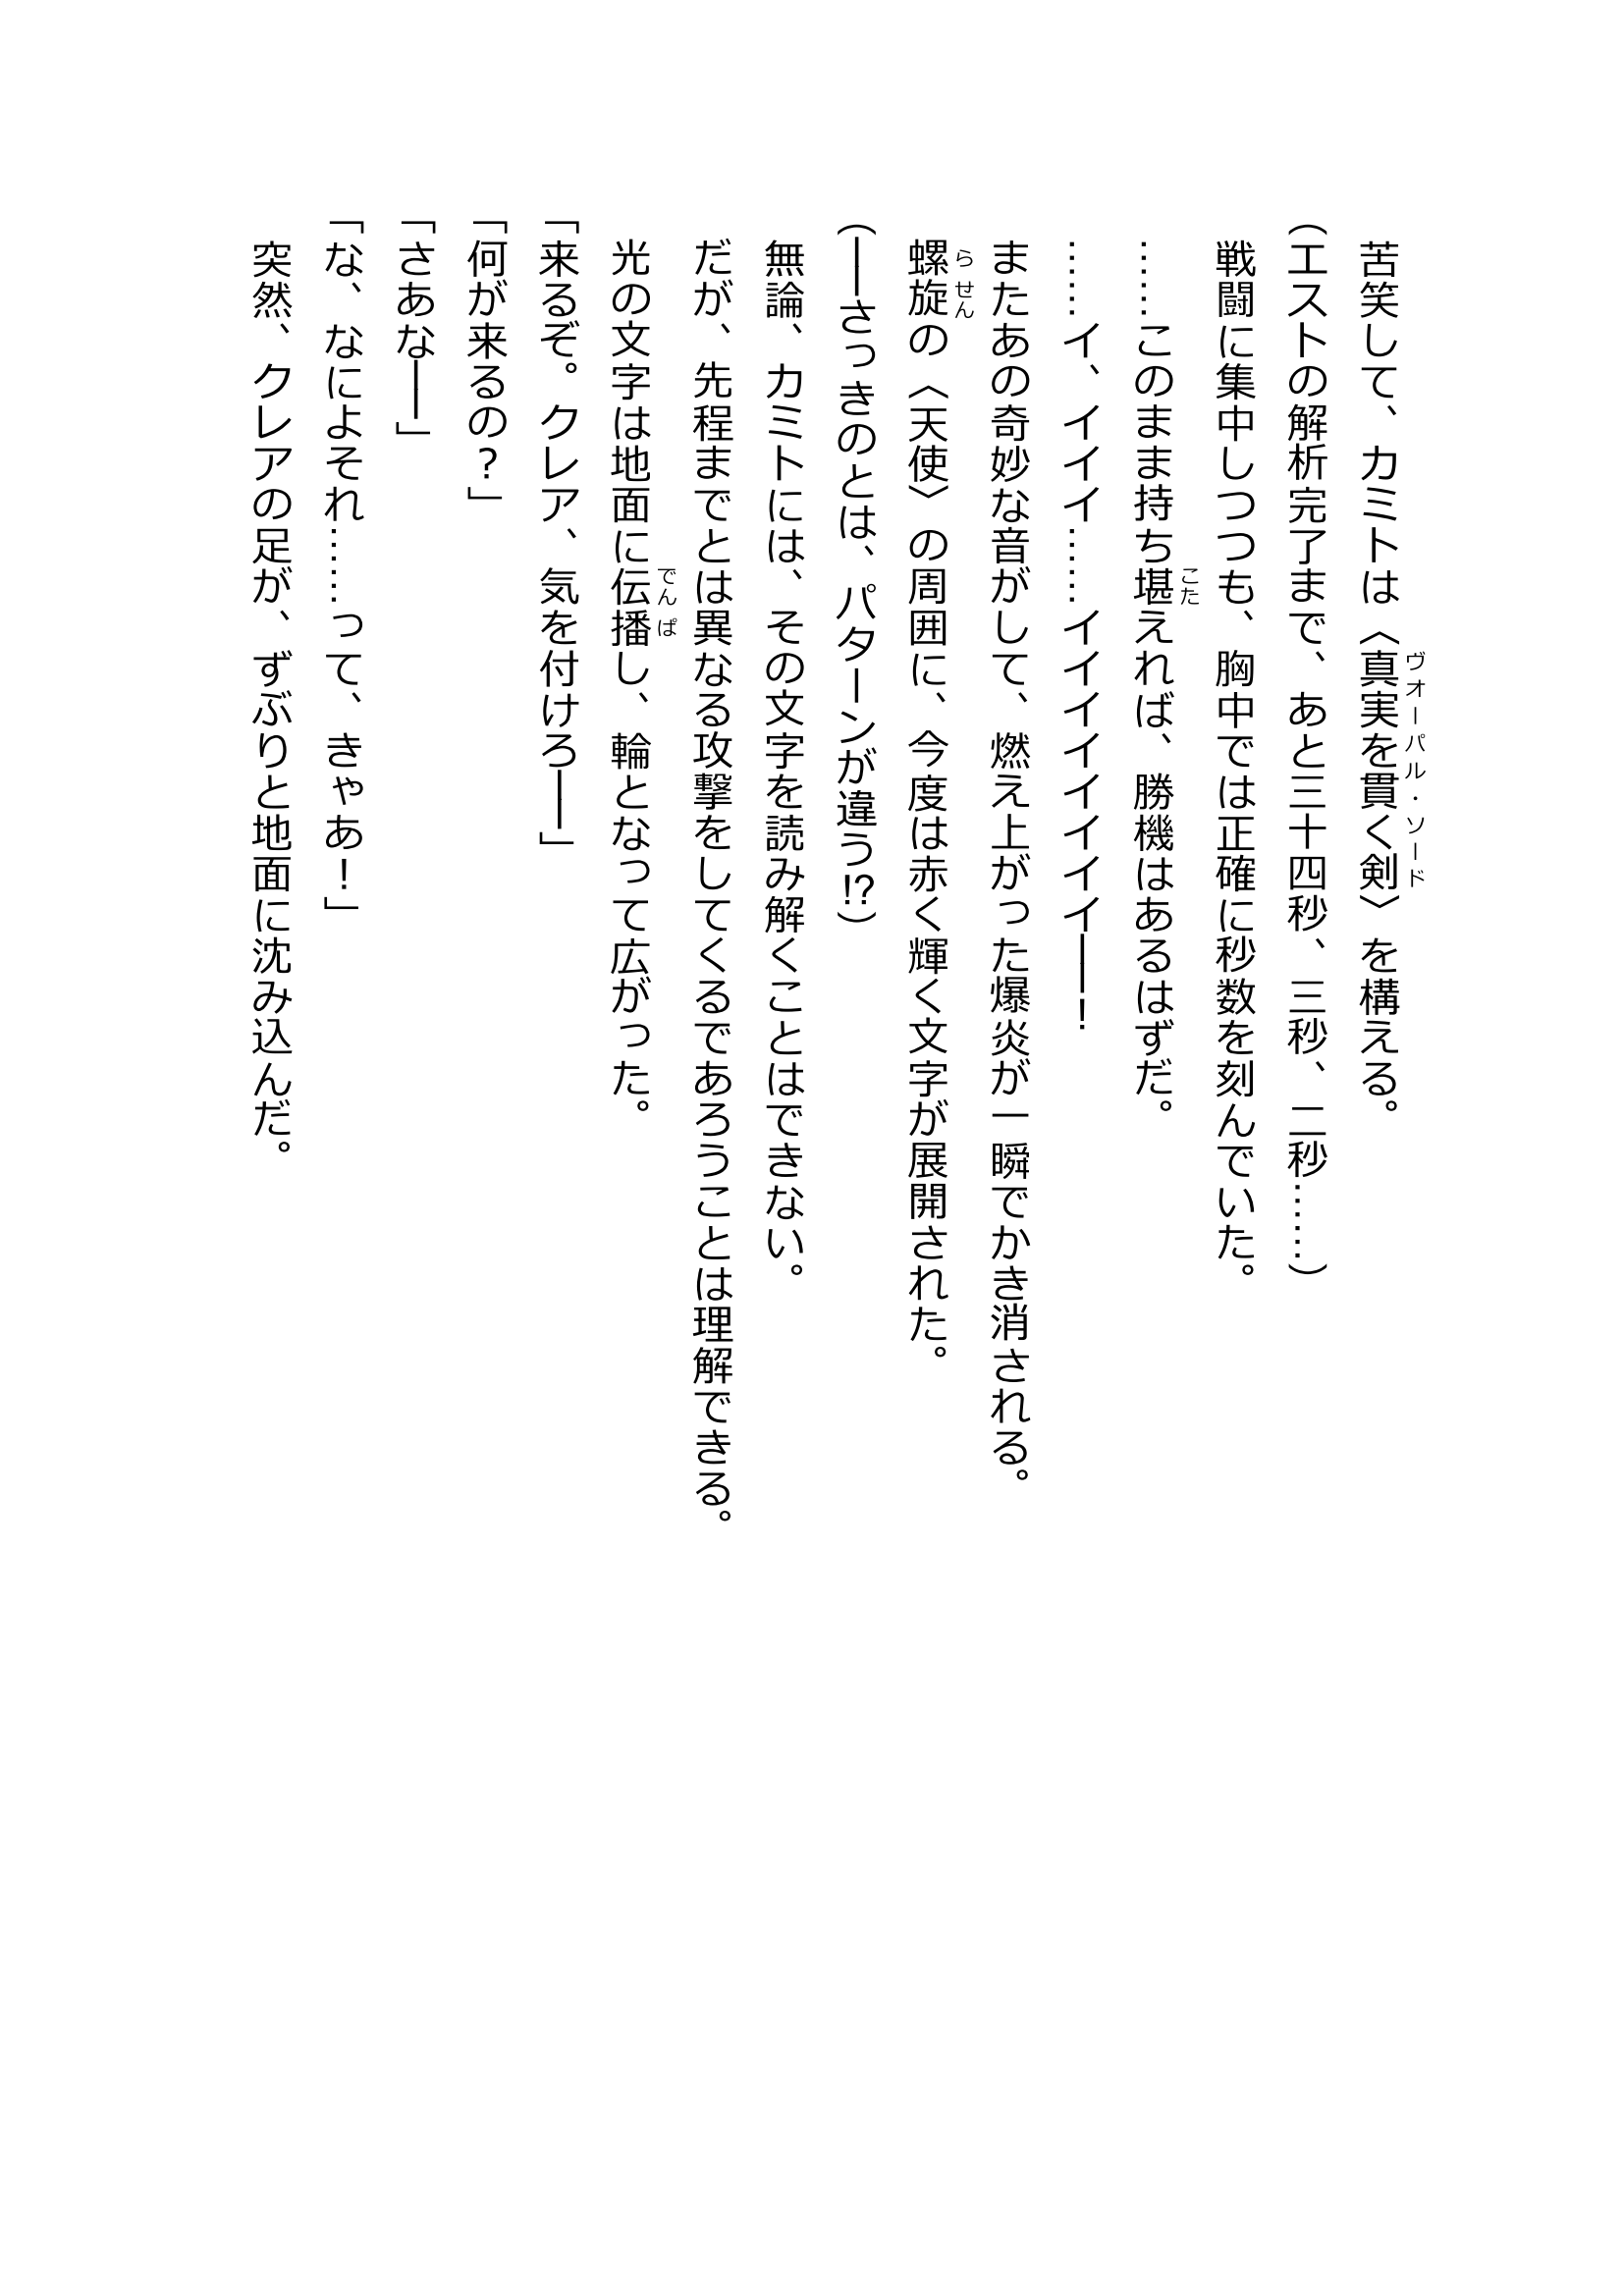 苦笑して、カミトは〈真実を貫く剣〉を構える。
ヴォーパル・ソード
（エストの解析完了まで、あと三十四秒、三秒、二秒……）
戦闘に集中しつつも、胸中では正確に秒数を刻んでいた。
……このまま持ち堪えれば、勝機はあるはずだ。
こた
……イ、イイイ……イイイイイイイイ――！
またあの奇妙な音がして、燃え上がった爆炎が一瞬でかき消される。
螺旋の〈天使〉の周囲に、今度は赤く輝く文字が展開された。
らせん
（――さっきのとは、パターンが違う⁉）
無論、カミトには、その文字を読み解くことはできない。
だが、先程までとは異なる攻撃をしてくるであろうことは理解できる。
光の文字は地面に伝播し、輪となって広がった。
でんぱ
「来るぞ。クレア、気を付けろ――」
「何が来るの？」
「さあな――」
「な、なによそれ……って、きゃあ！」
突然、クレアの足が、ずぶりと地面に沈み込んだ。